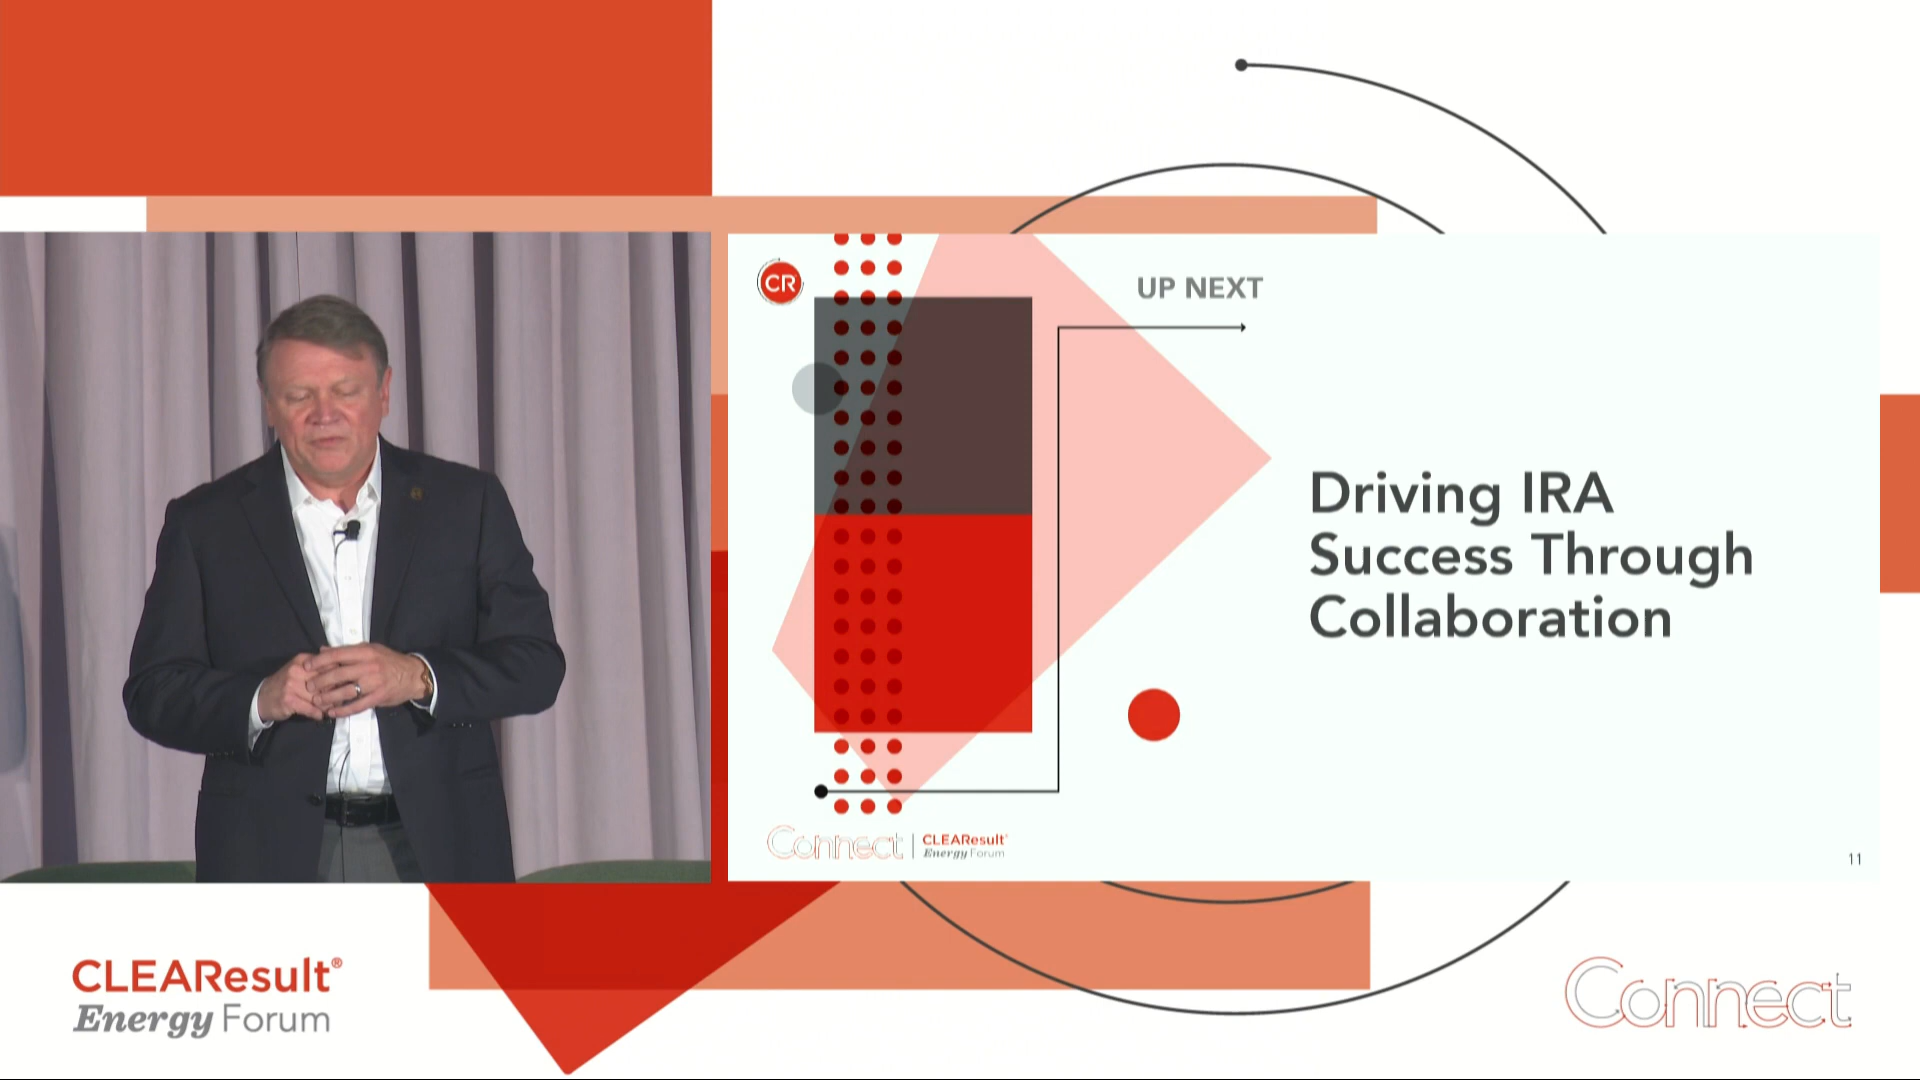 CR
UP NEXT
Driving IRA
Success Through
Collaboration
Connect
CLEAResult®
Energy Forum
11
CLEAResult®
Energy Forum
Connect